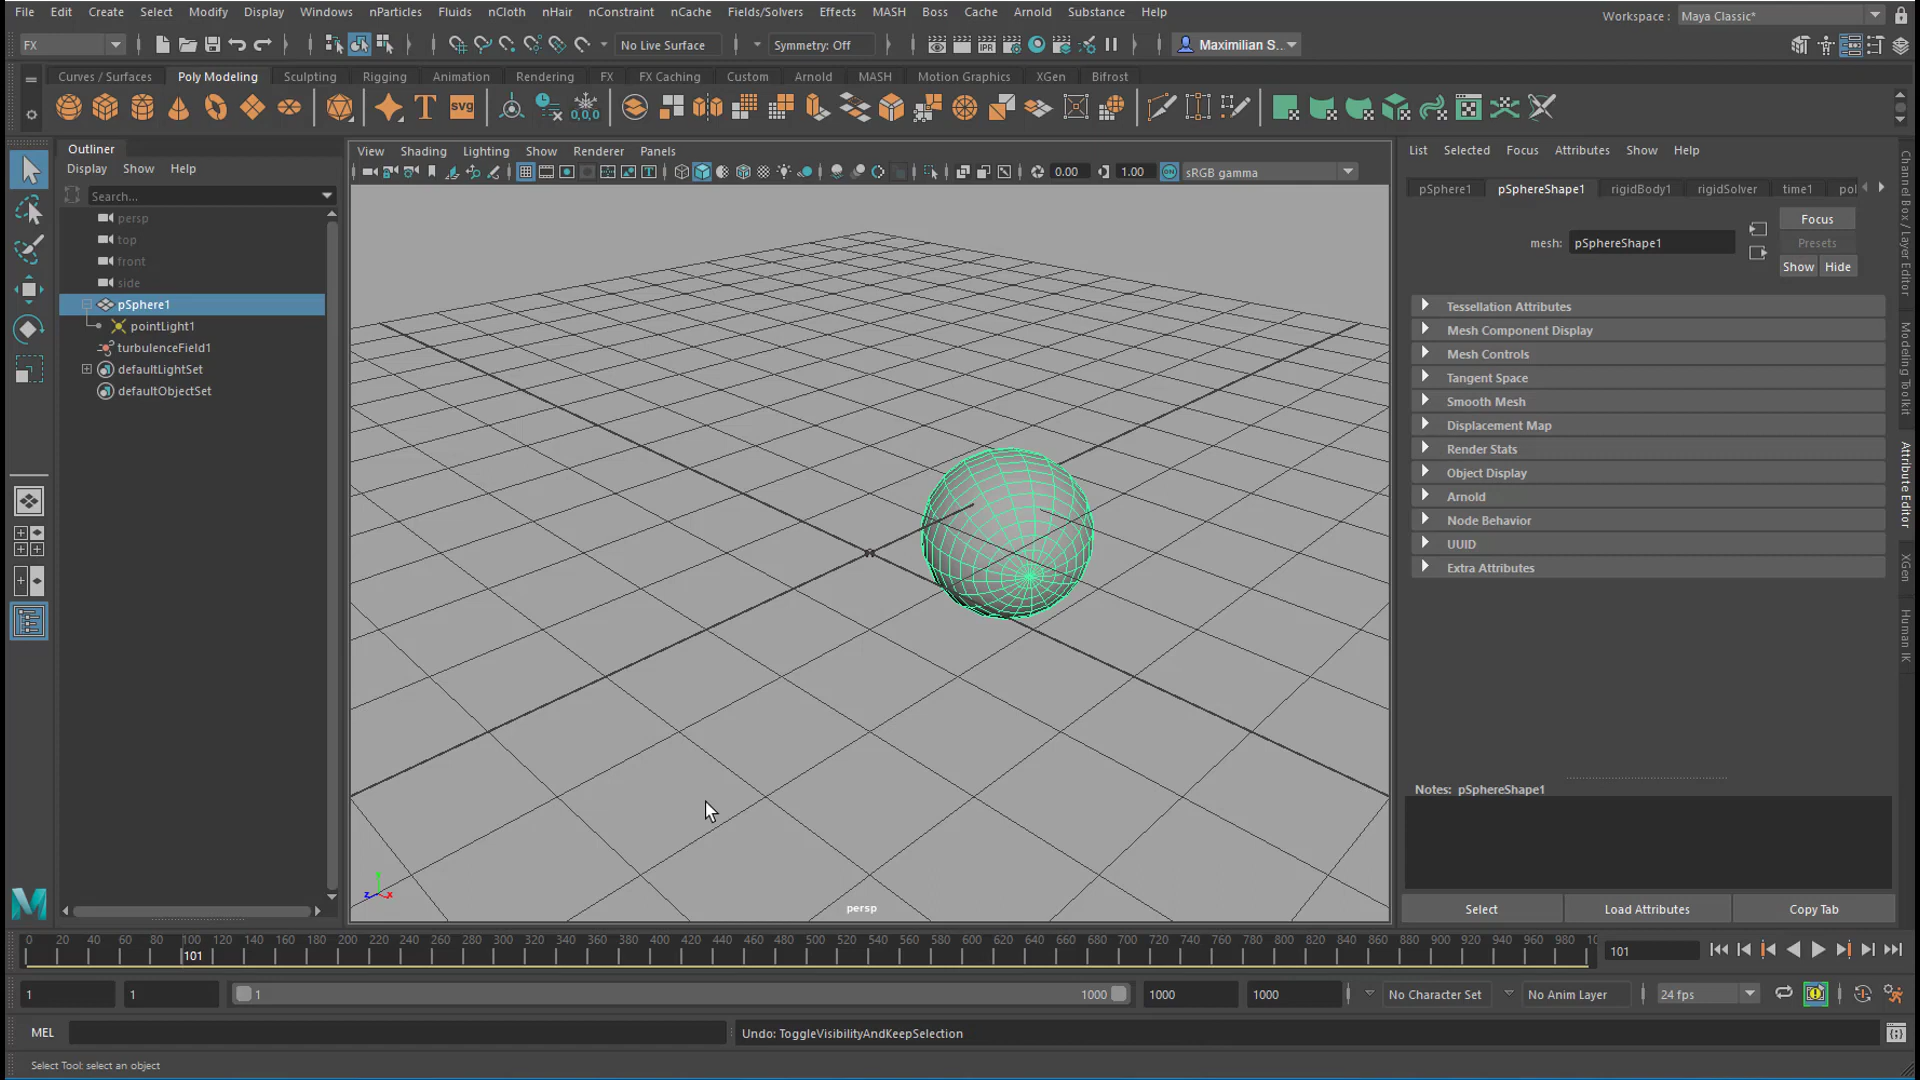 File Edit Create Select Modify Display Windows nParticles Fluids nCloth nHair nConstraint nCache Fields/Solvers Effects MASH Boss Cache Arnold Substance Help
Workspace : Maya Classic*
FX No Live Surface Symmetry: Off Maximilian S...
Curves / Surfaces Poly Modeling Sculpting Rigging Animation Rendering FX FX Caching Custom Arnold MASH Motion Graphics XGen Bifrost
T svg 0,0,0
IPR
Outliner
Display Show Help
Search...
persp
top
front
side
pSphere1
pointLight1
turbulenceField1
defaultLightSet
defaultObjectSet
View Shading Lighting Show Renderer Panels
0.00 1.00 ON sRGB gamma
z y x
persp
List Selected Focus Attributes Show Help
pSphere1 pSphereShape1 rigidBody1 rigidSolver time1 pol
Focus
mesh: pSphereShape1
Presets
Show Hide
Tessellation Attributes
Mesh Component Display
Mesh Controls
Tangent Space
Smooth Mesh
Displacement Map
Render Stats
Object Display
Arnold
Node Behavior
UUID
Extra Attributes
Notes: pSphereShape1
Select Load Attributes Copy Tab
Channel Box / Layer Editor
Modeling Toolkit
Attribute Editor
XGen
Human IK
0 20 40 60 80 100 120 140 160 180 200 220 240 260 280 300 320 340 360 380 400 420 440 460 480 500 520 540 560 580 600 620 640 660 680 700 720 740 760 780 800 820 840 860 880 900 920 940 960 980 10
101
101
1 1 1 1000 1000 1000 No Character Set No Anim Layer 24 fps
MEL Undo: ToggleVisibilityAndKeepSelection
Select Tool: select an object